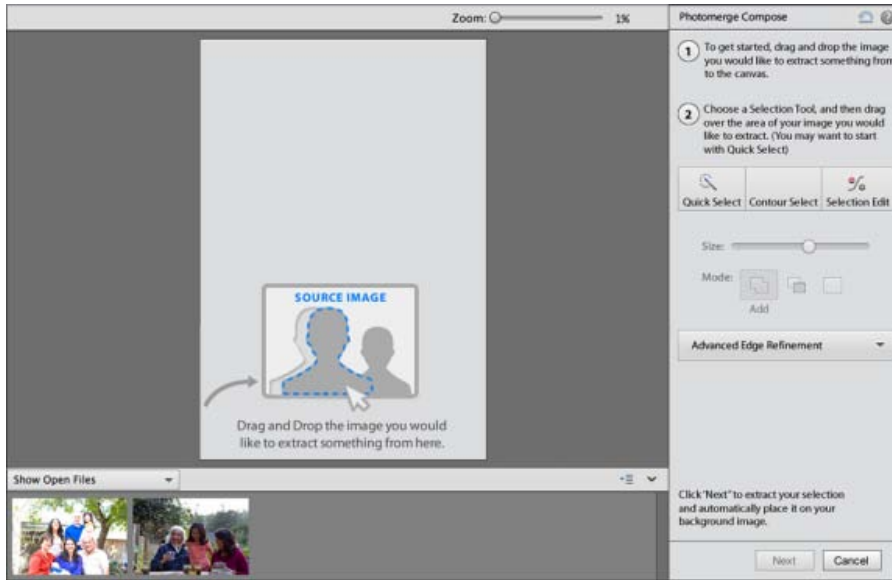 Zoom: 1%
Photomerge Compose
1 To get started, drag and drop the image
you would like to extract something from
to the canvas.
2 Choose a Selection Tool, and then drag
over the area of your image you would
like to extract. (You may want to start
with Quick Select)
Quick Select Contour Select Selection Edit
Size:
Mode:
Add
Advanced Edge Refinement
SOURCE IMAGE
Drag and Drop the image you would
like to extract something from here.
Show Open Files
Click "Next" to extract your selection
and automatically place it on your
background image.
Next Cancel